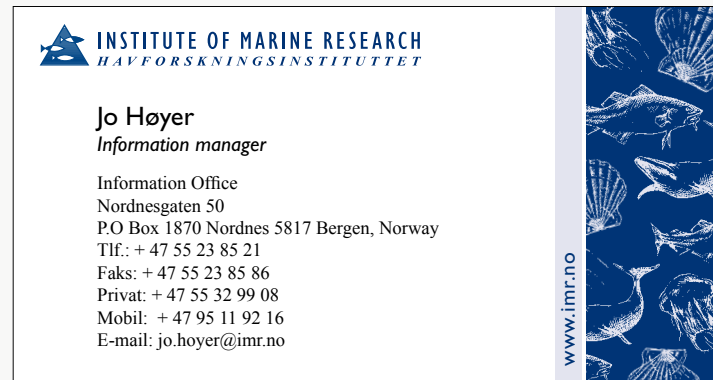 INSTITUTE OF MARINE RESEARCH
HAVFORSKNINGSINSTITUTTET
Jo Høyer
Information manager
Information Office
Nordnesgaten 50
P.O Box 1870 Nordnes 5817 Bergen, Norway
Tlf.: + 47 55 23 85 21
Faks: + 47 55 23 85 86
Privat: + 47 55 32 99 08
Mobil: + 47 95 11 92 16
E-mail: jo.hoyer@imr.no
www.imr.no